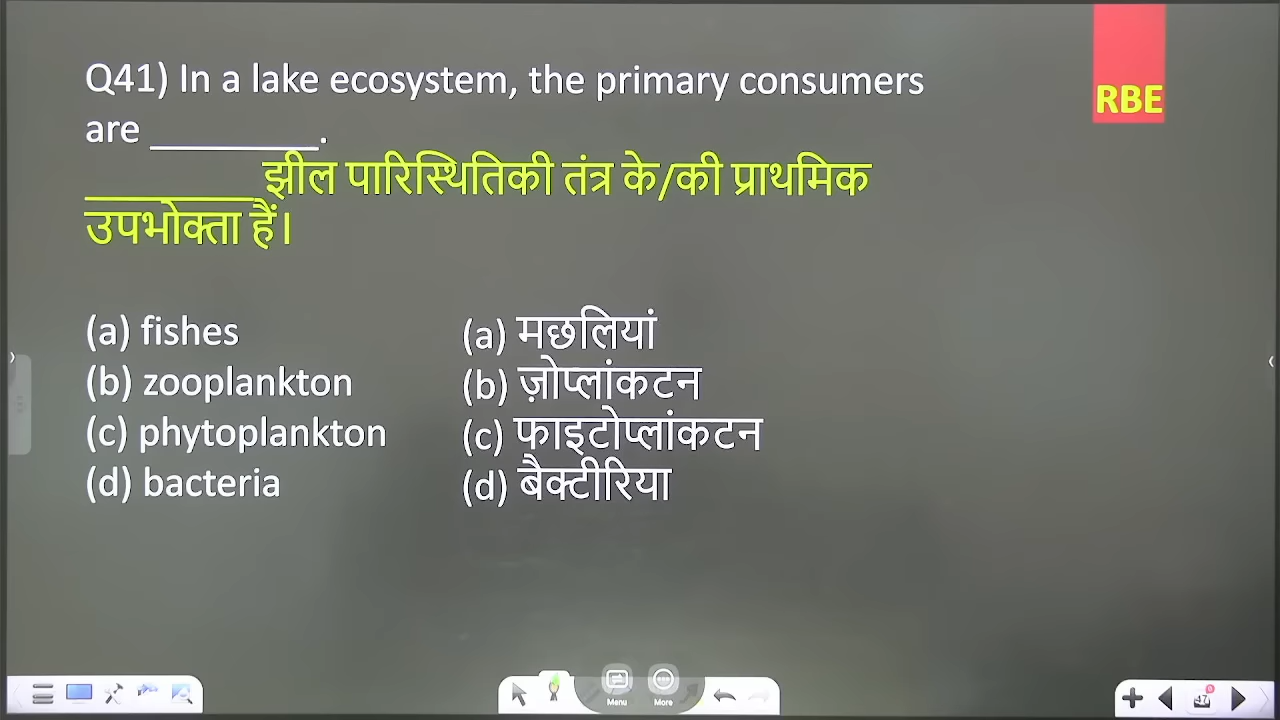 Q41) In a lake ecosystem, the primary consumers
are ________.
RBE
________झील पारिस्थितिकी तंत्र के/की प्राथमिक
उपभोक्ता हैं।
(a) fishes
(b) zooplankton
(c) phytoplankton
(d) bacteria
(a) मछलियां
(b) ज़ोप्लांकटन
(c) फाइटोप्लांकटन
(d) बैक्टीरिया
Menu
More